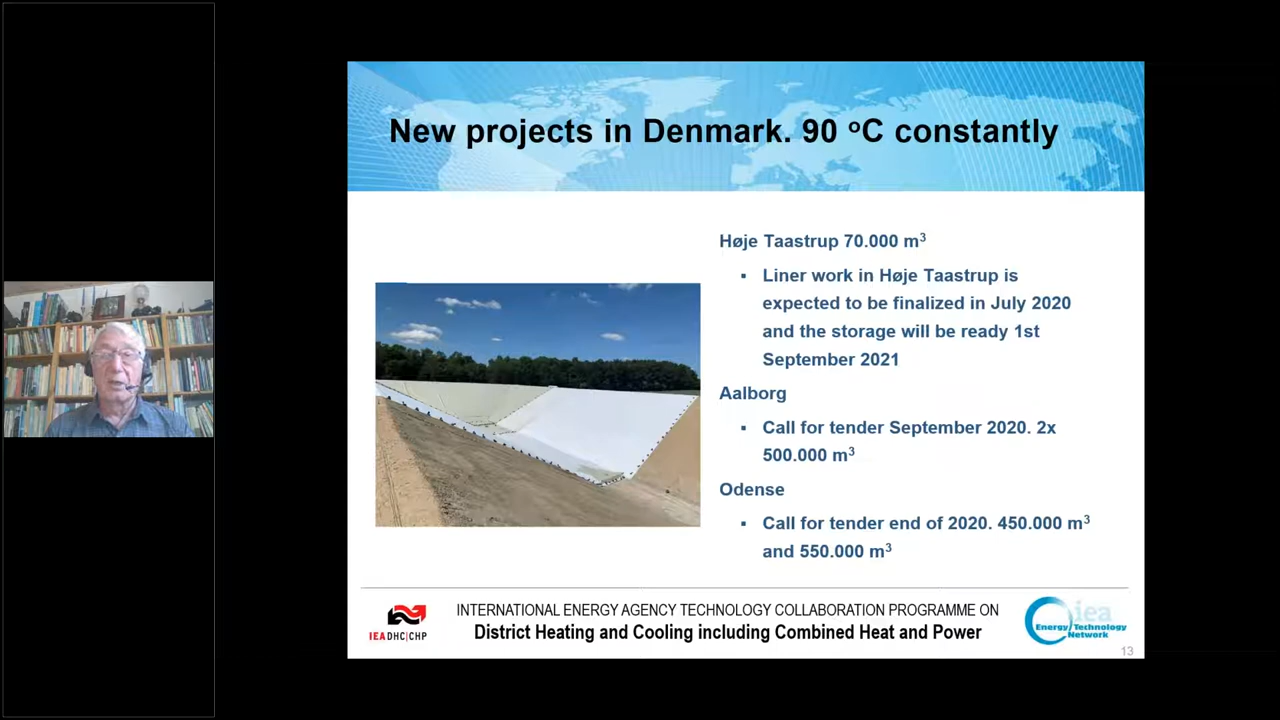 New projects in Denmark. 90 ºC constantly
Høje Taastrup 70.000 m³
▪ Liner work in Høje Taastrup is
expected to be finalized in July 2020
and the storage will be ready 1st
September 2021
Aalborg
▪ Call for tender September 2020. 2x
500.000 m³
Odense
▪ Call for tender end of 2020. 450.000 m³
and 550.000 m³
IEADHC|CHP
INTERNATIONAL ENERGY AGENCY TECHNOLOGY COLLABORATION PROGRAMME ON
District Heating and Cooling including Combined Heat and Power
iea
Energy Technology
Network
13